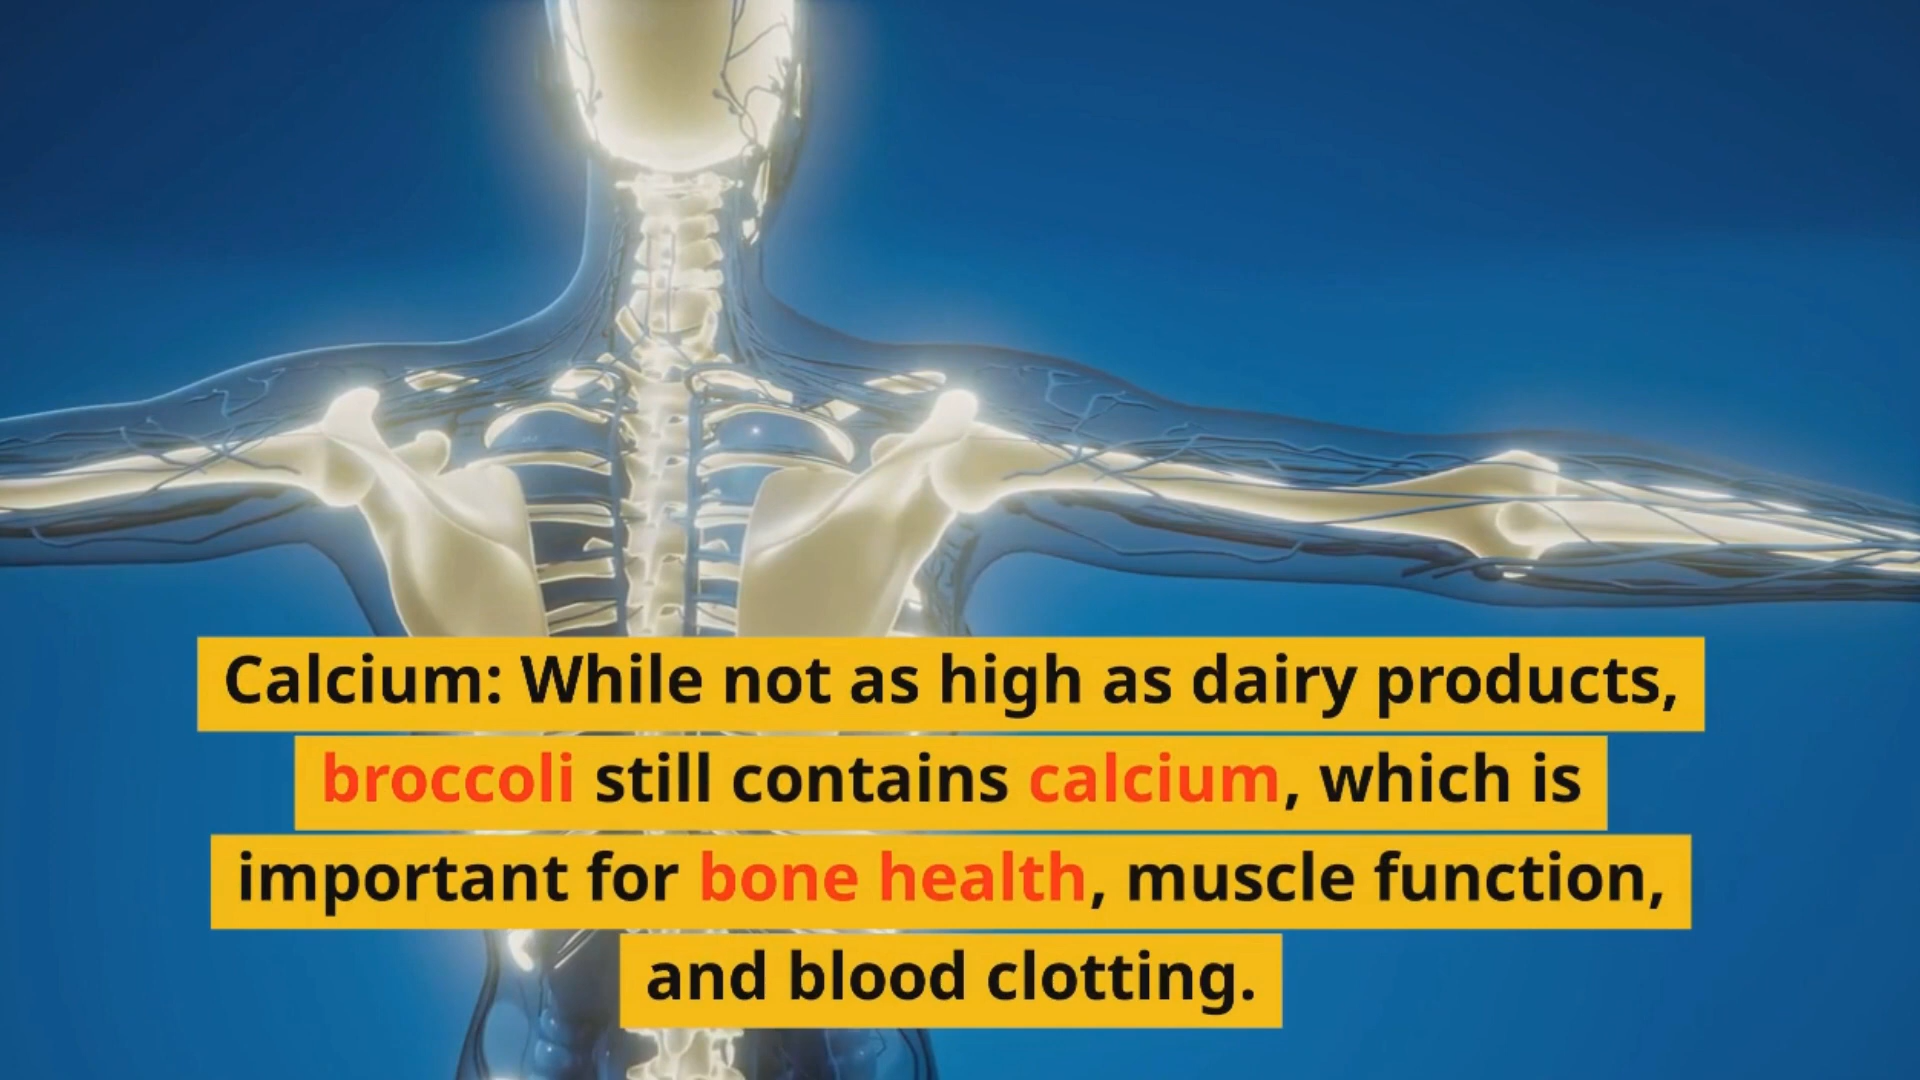 Calcium: While not as high as dairy products,
broccoli still contains calcium, which is
important for bone health, muscle function,
and blood clotting.